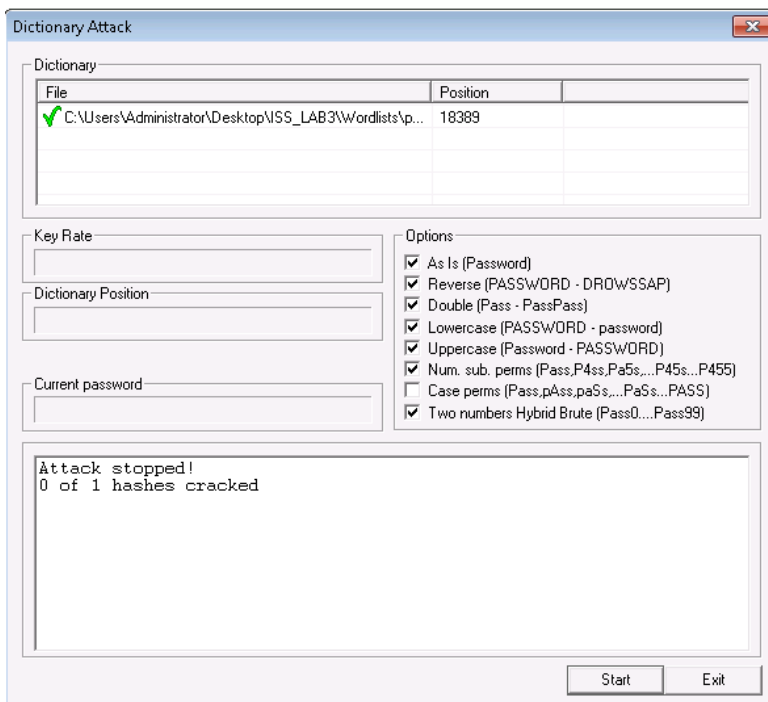 Dictionary Attack
Dictionary
File Position
C:\Users\Administrator\Desktop\ISS_LAB3\Wordlists\p... 18389
Key Rate
Dictionary Position
Current password
Options
As Is (Password)
Reverse (PASSWORD - DROWSSAP)
Double (Pass - PassPass)
Lowercase (PASSWORD - password)
Uppercase (Password - PASSWORD)
Num. sub. perms (Pass,P4ss,Pa5s,...P45s...P455)
Case perms (Pass,pAss,paSs,...PaSs...PASS)
Two numbers Hybrid Brute (Pass0....Pass99)
Attack stopped!
0 of 1 hashes cracked
Start Exit